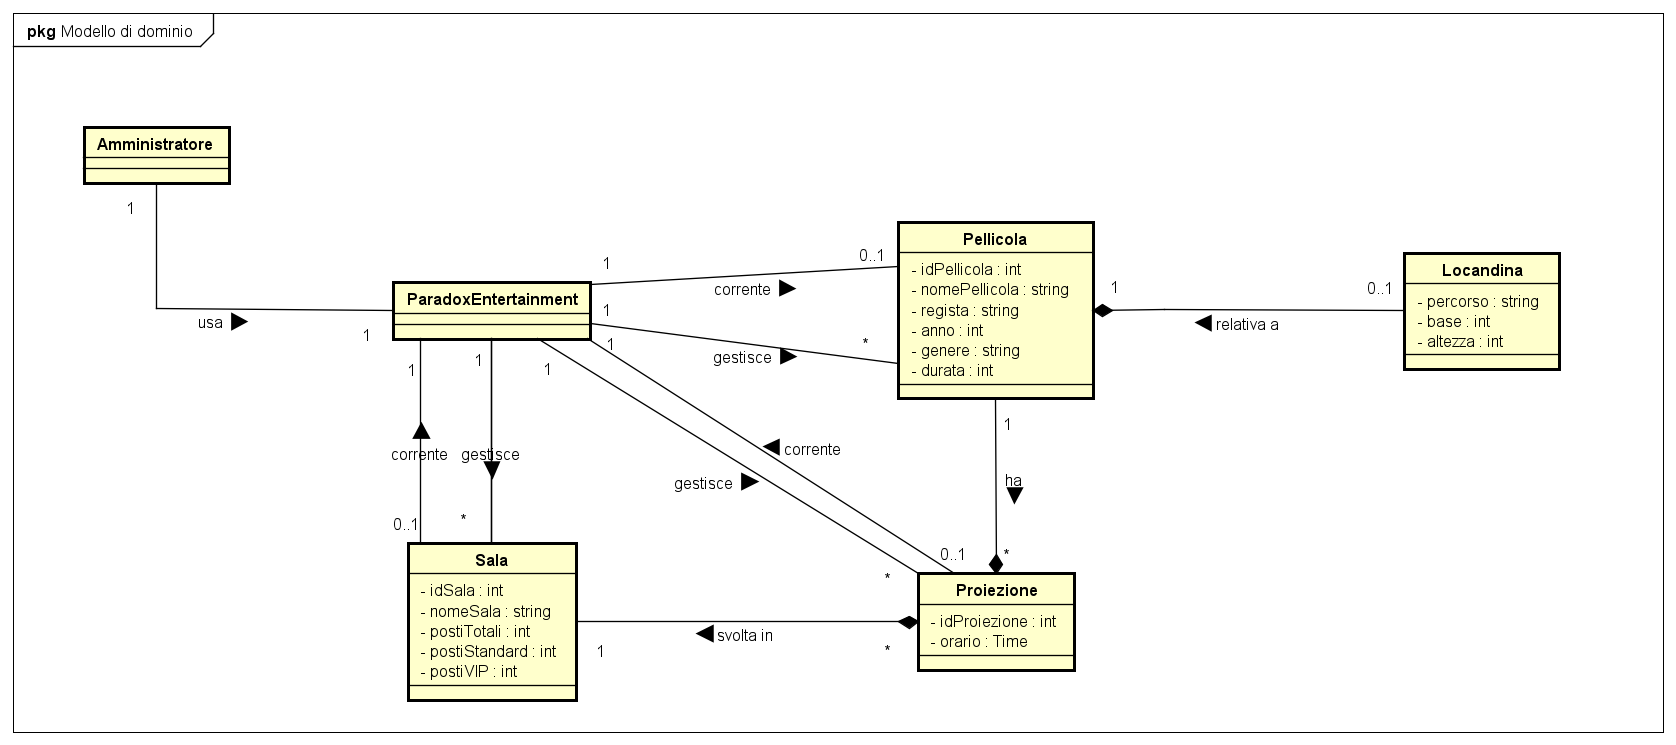 pkg Modello di dominio
Amministratore
1
usa
1
ParadoxEntertainment
1
corrente
0..1
1
gestisce
*
Pellicola
- idPellicola : int
- nomePellicola : string
- regista : string
- anno : int
- genere : string
- durata : int
1
relativa a
0..1
Locandina
- percorso : string
- base : int
- altezza : int
1
corrente
0..1
1
gestisce
*
1
gestisce
*
1
corrente
0..1
1
ha
*
Sala
- idSala : int
- nomeSala : string
- postiTotali : int
- postiStandard : int
- postiVIP : int
1
svolta in
*
Proiezione
- idProiezione : int
- orario : Time